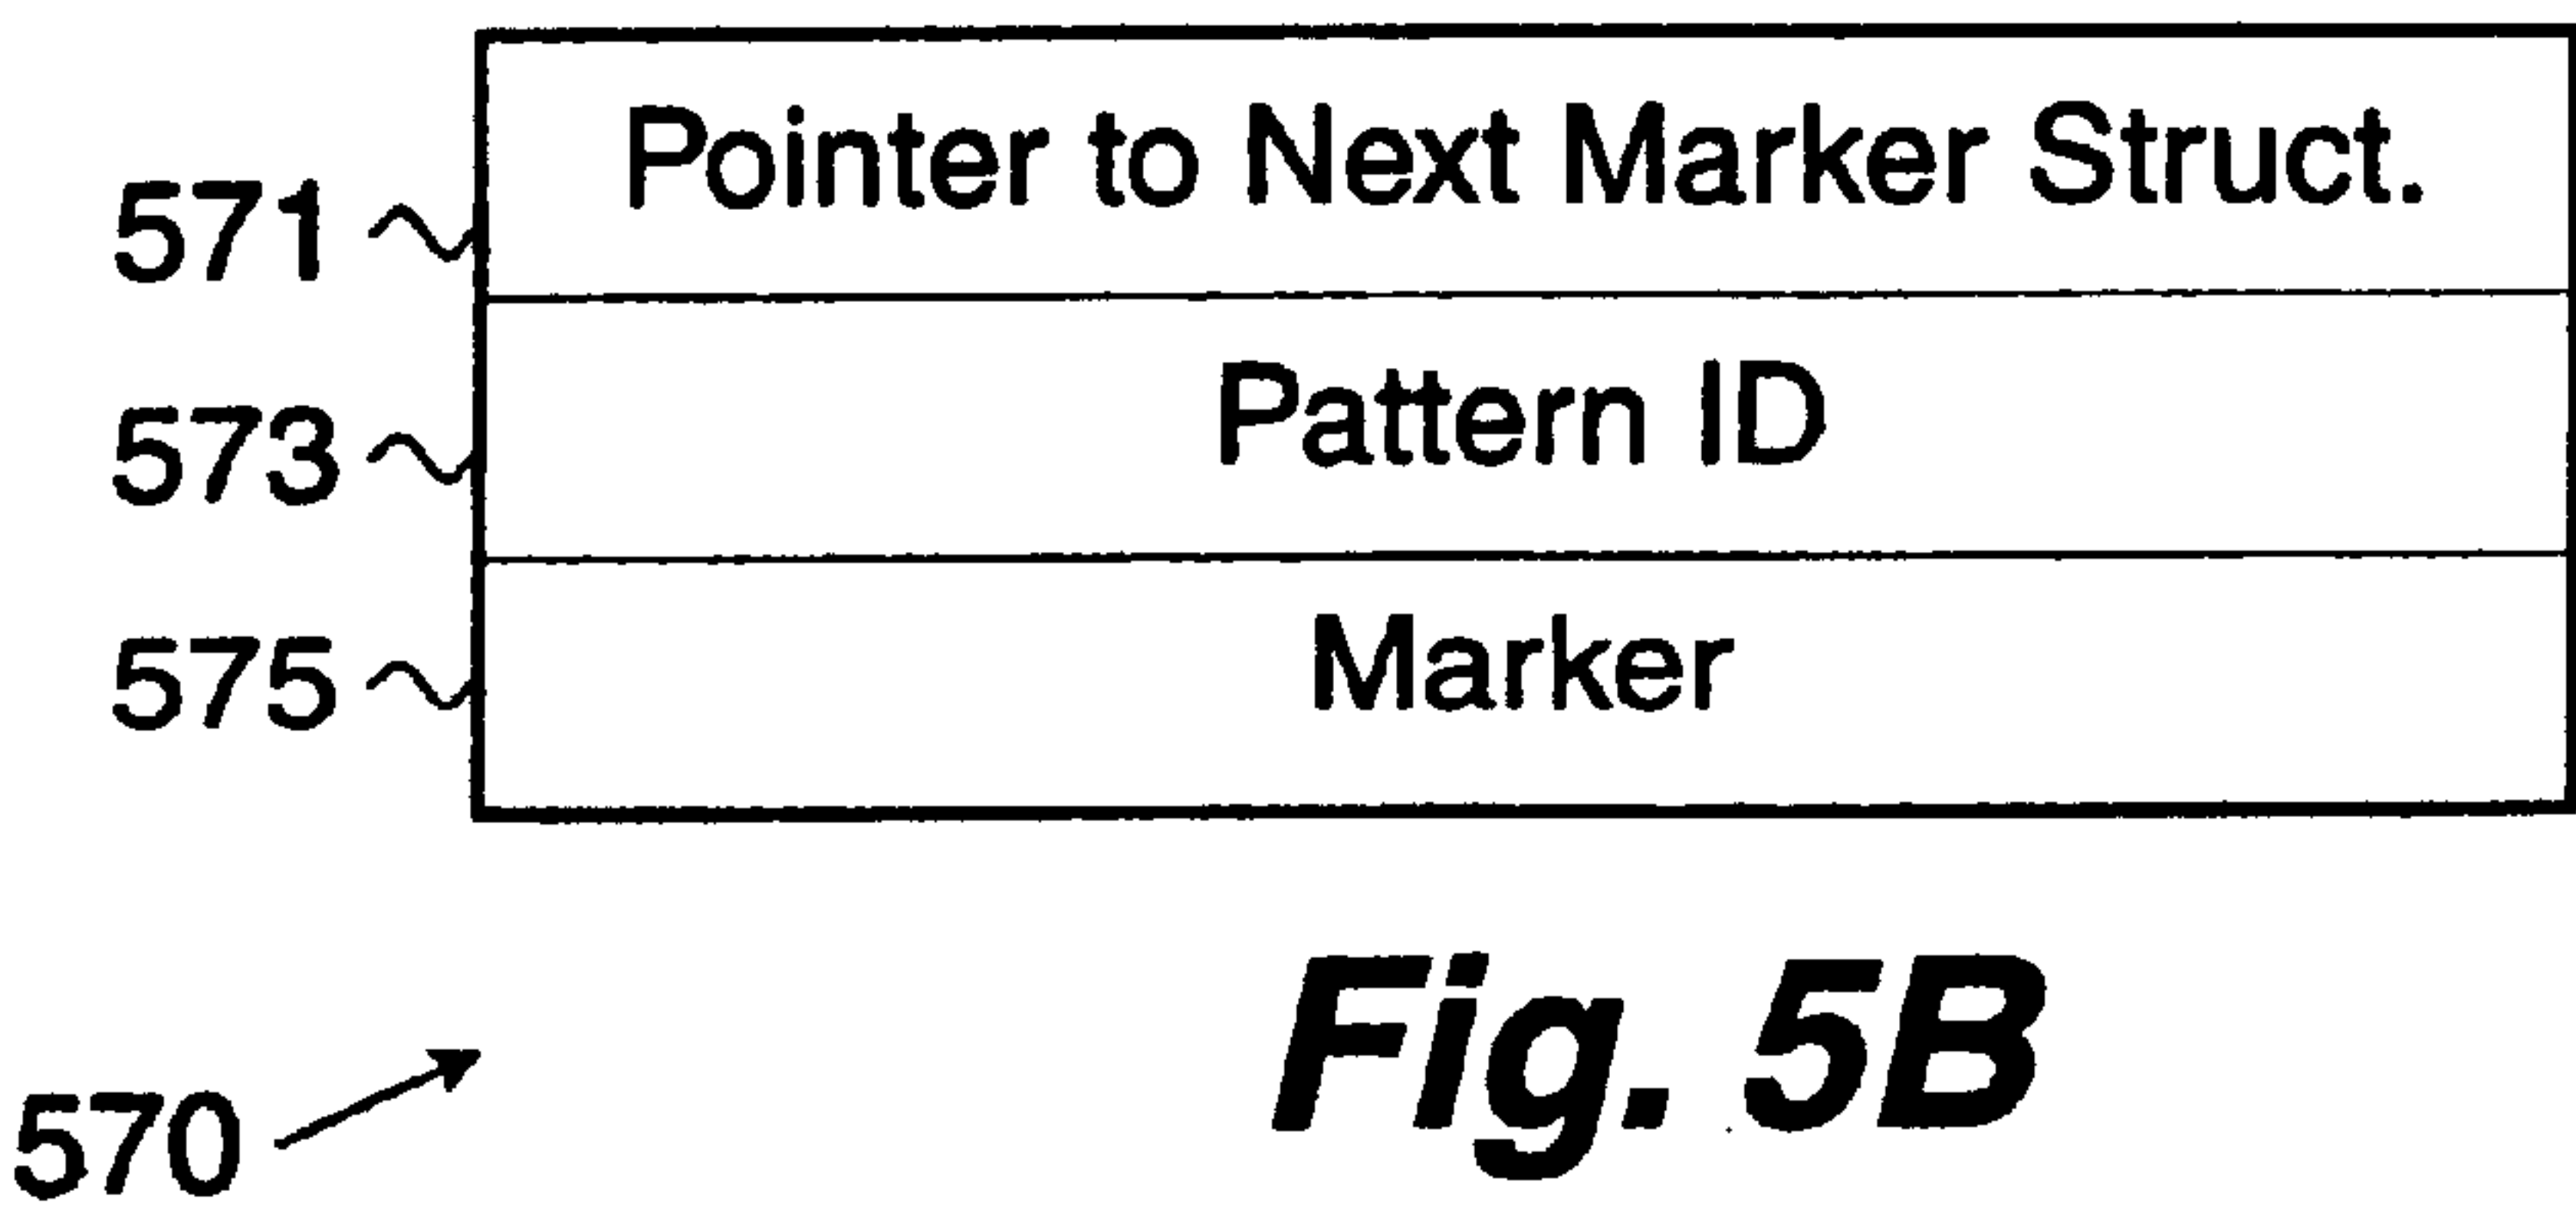 Pointer to Next Marker Struct.
571
Pattern ID
573
Marker
575
570
Fig. 5B